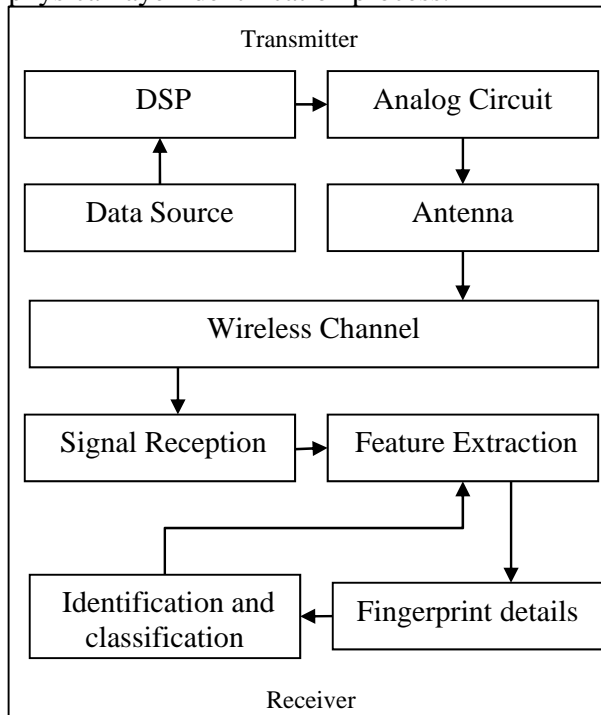 physical layer identification process.
Transmitter
DSP
Analog Circuit
Data Source
Antenna
Wireless Channel
Signal Reception
Feature Extraction
Identification and
classification
Fingerprint details
Receiver